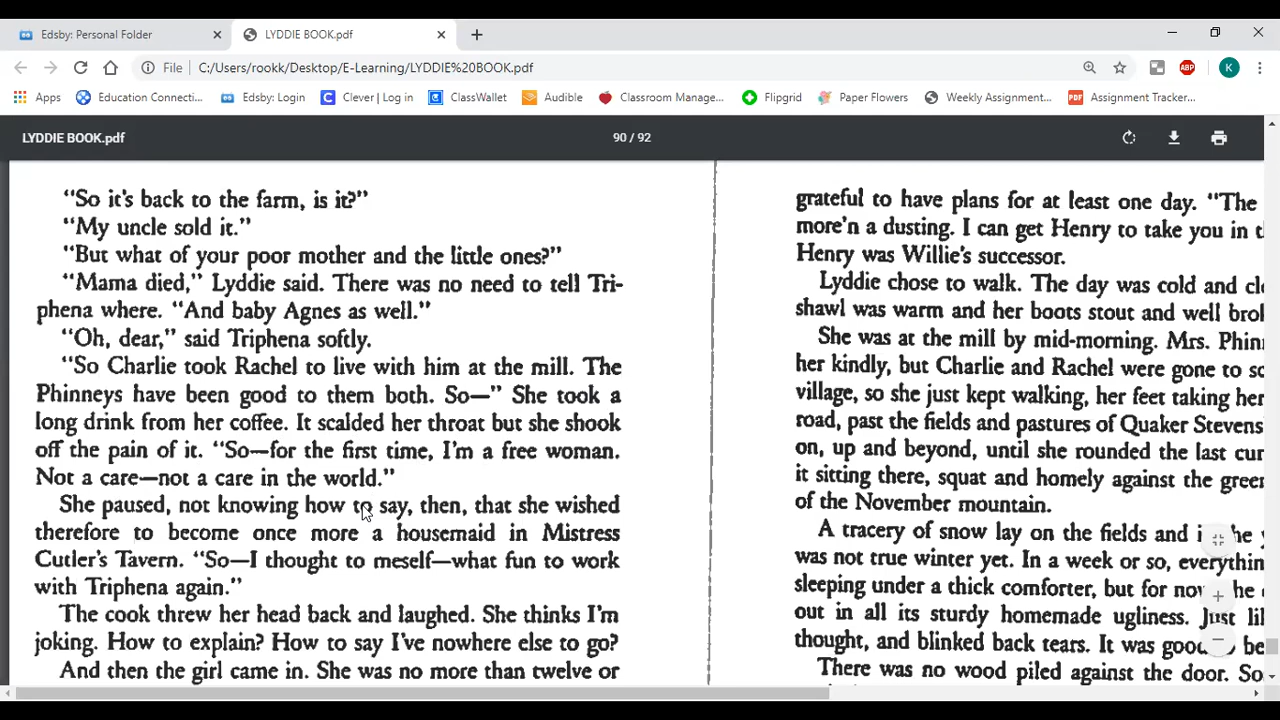 Edsby: Personal Folder
LYDDIE BOOK.pdf
File
C:/Users/rookk/Desktop/E-Learning/LYDDIE%20BOOK.pdf
ABP
K
Apps
Education Connecti...
Edsby: Login
Clever | Log in
ClassWallet
Audible
Classroom Manage...
Flipgrid
Paper Flowers
Weekly Assignment...
PDF
Assignment Tracker...
LYDDIE BOOK.pdf
90 / 92
“So it’s back to the farm, is it?”
“My uncle sold it.”
“But what of your poor mother and the little ones?”
“Mama died,” Lyddie said. There was no need to tell Tri-
phena where. “And baby Agnes as well.”
“Oh, dear,” said Triphena softly.
“So Charlie took Rachel to live with him at the mill. The
Phinneys have been good to them both. So—” She took a
long drink from her coffee. It scalded her throat but she shook
off the pain of it. “So—for the first time, I’m a free woman.
Not a care—not a care in the world.”
She paused, not knowing how to say, then, that she wished
therefore to become once more a housemaid in Mistress
Cutler’s Tavern. “So—I thought to meself—what fun to work
with Triphena again.”
The cook threw her head back and laughed. She thinks I’m
joking. How to explain? How to say I’ve nowhere else to go?
And then the girl came in. She was no more than twelve or
grateful to have plans for at least one day. “The
more’n a dusting. I can get Henry to take you in
Henry was Willie’s successor.
Lyddie chose to walk. The day was cold and
shawl was warm and her boots stout and well
She was at the mill by mid-morning. Mrs.
her kindly, but Charlie and Rachel were gone to
village, so she just kept walking, her feet taking her
road, past the fields and pastures of Quaker
on, up and beyond, until she rounded the last
it sitting there, squat and homely against the
of the November mountain.
A tracery of snow lay on the fields and
was not true winter yet. In a week or so,
sleeping under a thick comforter, but for
out in all its sturdy homemade ugliness. Just
thought, and blinked back tears. It was
There was no wood piled against the door.